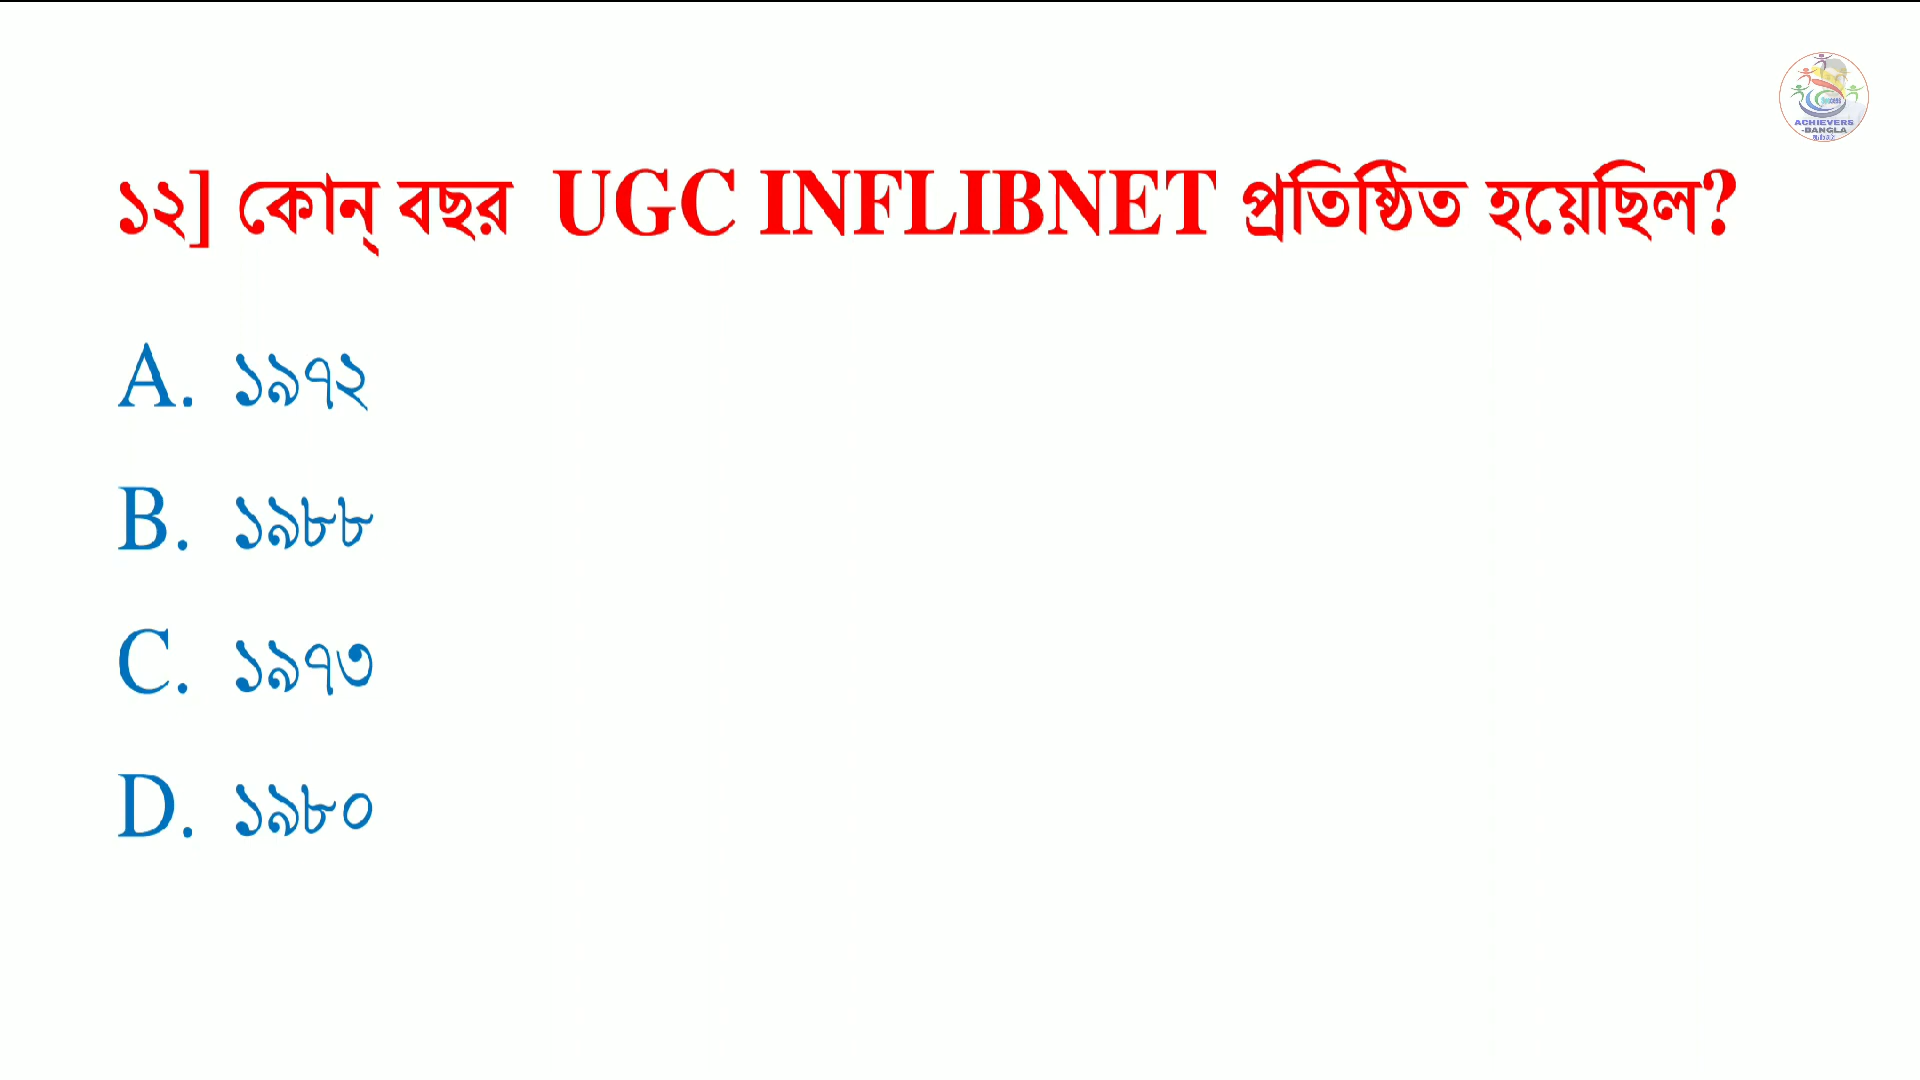 ACHIEVERS
-BANGLA
১২] কোন্ বছর UGC INFLIBNET প্রতিষ্ঠিত হয়েছিল?
A. ১৯৭২
B. ১৯৮৮
C. ১৯৭৩
D. ১৯৮০